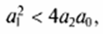 a₁² < 4a₂a₀,